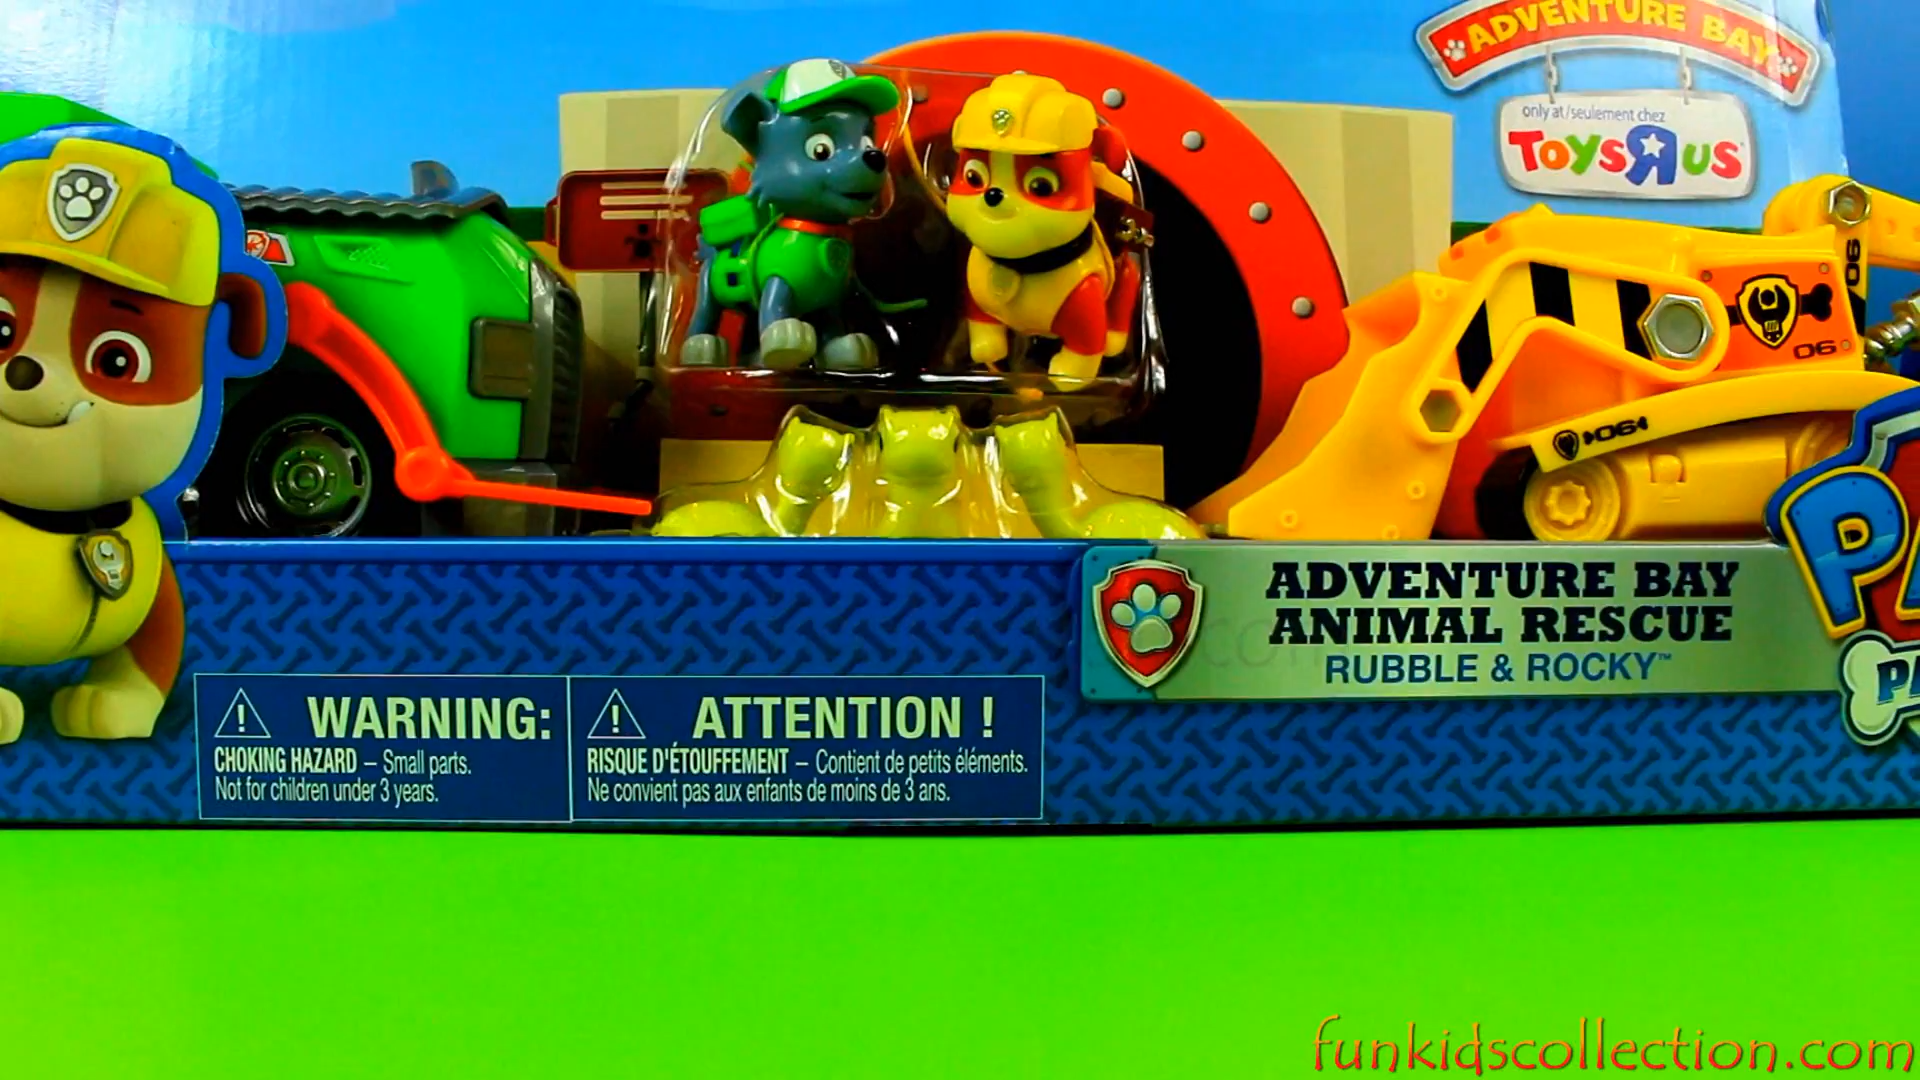 ADVENTURE BAY
only at/seulement chez
ToysRus
06
06
06
ADVENTURE BAY
ANIMAL RESCUE
RUBBLE & ROCKY™
WARNING:
CHOKING HAZARD – Small parts.
Not for children under 3 years.
ATTENTION !
RISQUE D'ÉTOUFFEMENT – Contient de petits éléments.
Ne convient pas aux enfants de moins de 3 ans.
funkidscollection.com